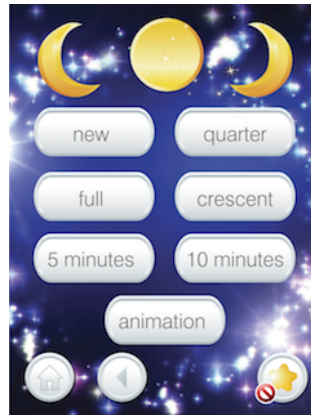 new quarter
full crescent
5 minutes 10 minutes
animation